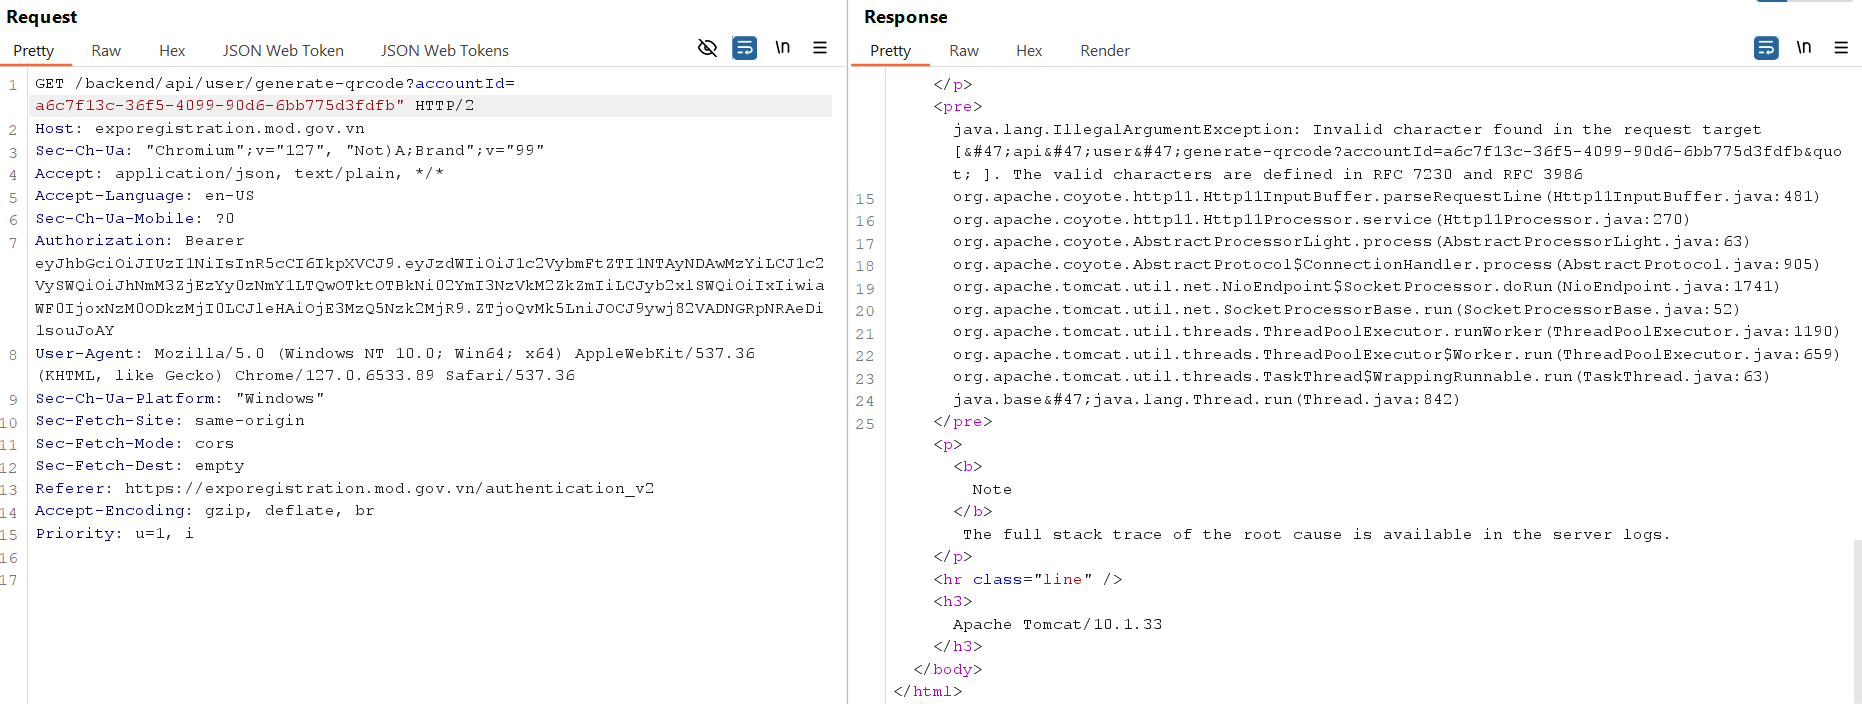 Request
Pretty Raw Hex JSON Web Token JSON Web Tokens \n
1 GET /backend/api/user/generate-qrcode?accountId=
a6c7f13c-36f5-4099-90d6-6bb775d3fdfb" HTTP/2
2 Host: exporegistration.mod.gov.vn
3 Sec-Ch-Ua: "Chromium";v="127", "Not)A;Brand";v="99"
4 Accept: application/json, text/plain, */*
5 Accept-Language: en-US
6 Sec-Ch-Ua-Mobile: ?0
7 Authorization: Bearer
eyJhbGciOiJIUzI1NiIsInR5cCI6IkpXVCJ9.eyJzdWIiOiJ1c2VybmFtZTI1NTAyNDAwMzYiLCJ1c2
VySWQiOiJhNmM3ZjEzYy0zNmY1LTQwOTktOTBkNi02YmI3NzVkM2ZkZmIiLCJyb2xlSWQiOiIxIiwia
WF0IjoxNzM0ODkzMjI0LCJleHAiOjE3MzQ5Nzk2MjR9.ZTjoQvMk5LniJOCJ9ywj82VADNGRpNRAeDi
1souJoAY
8 User-Agent: Mozilla/5.0 (Windows NT 10.0; Win64; x64) AppleWebKit/537.36
(KHTML, like Gecko) Chrome/127.0.6533.89 Safari/537.36
9 Sec-Ch-Ua-Platform: "Windows"
10 Sec-Fetch-Site: same-origin
11 Sec-Fetch-Mode: cors
12 Sec-Fetch-Dest: empty
13 Referer: https://exporegistration.mod.gov.vn/authentication_v2
14 Accept-Encoding: gzip, deflate, br
15 Priority: u=1, i
16
17
Response
Pretty Raw Hex Render \n
</p>
<pre>
java.lang.IllegalArgumentException: Invalid character found in the request target
[&#47;api&#47;user&#47;generate-qrcode?accountId=a6c7f13c-36f5-4099-90d6-6bb775d3fdfb&quo
t; ]. The valid characters are defined in RFC 7230 and RFC 3986
15 org.apache.coyote.http11.Http11InputBuffer.parseRequestLine(Http11InputBuffer.java:481)
16 org.apache.coyote.http11.Http11Processor.service(Http11Processor.java:270)
17 org.apache.coyote.AbstractProcessorLight.process(AbstractProcessorLight.java:63)
18 org.apache.coyote.AbstractProtocol$ConnectionHandler.process(AbstractProtocol.java:905)
19 org.apache.tomcat.util.net.NioEndpoint$SocketProcessor.doRun(NioEndpoint.java:1741)
20 org.apache.tomcat.util.net.SocketProcessorBase.run(SocketProcessorBase.java:52)
21 org.apache.tomcat.util.threads.ThreadPoolExecutor.runWorker(ThreadPoolExecutor.java:1190)
22 org.apache.tomcat.util.threads.ThreadPoolExecutor$Worker.run(ThreadPoolExecutor.java:659)
23 org.apache.tomcat.util.threads.TaskThread$WrappingRunnable.run(TaskThread.java:63)
24 java.base&#47;java.lang.Thread.run(Thread.java:842)
25 </pre>
<p>
<b>
Note
</b>
The full stack trace of the root cause is available in the server logs.
</p>
<hr class="line" />
<h3>
Apache Tomcat/10.1.33
</h3>
</body>
</html>